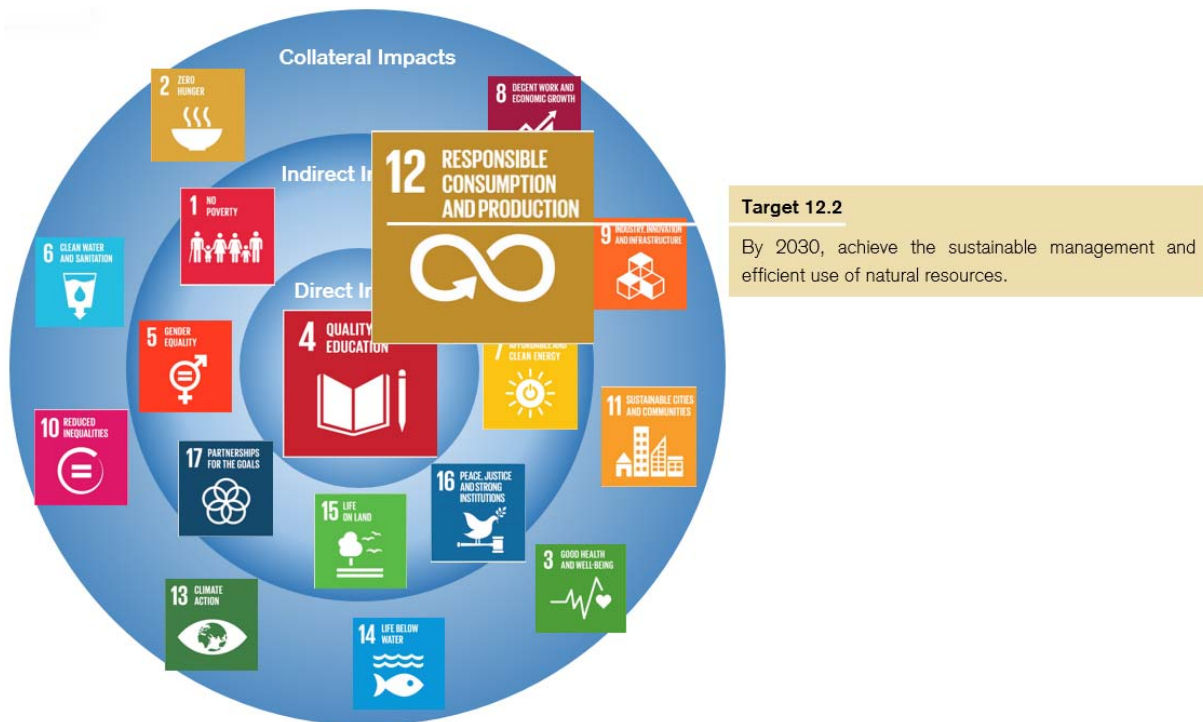 Collateral Impacts
2 ZERO
HUNGER
8 DECENT WORK AND
ECONOMIC GROWTH
12 RESPONSIBLE
CONSUMPTION
AND PRODUCTION
Indirect I
1 NO
POVERTY
Target 12.2
By 2030, achieve the sustainable management and
efficient use of natural resources.
9 INDUSTRY, INNOVATION
AND INFRASTRUCTURE
6 CLEAN WATER
AND SANITATION
Direct I
4 QUALITY
EDUCATION
5 GENDER
EQUALITY
7 AFFORDABLE AND
CLEAN ENERGY
11 SUSTAINABLE CITIES
AND COMMUNITIES
10 REDUCED
INEQUALITIES
17 PARTNERSHIPS
FOR THE GOALS
16 PEACE, JUSTICE
AND STRONG
INSTITUTIONS
15 LIFE
ON LAND
3 GOOD HEALTH
AND WELL-BEING
13 CLIMATE
ACTION
14 LIFE BELOW
WATER